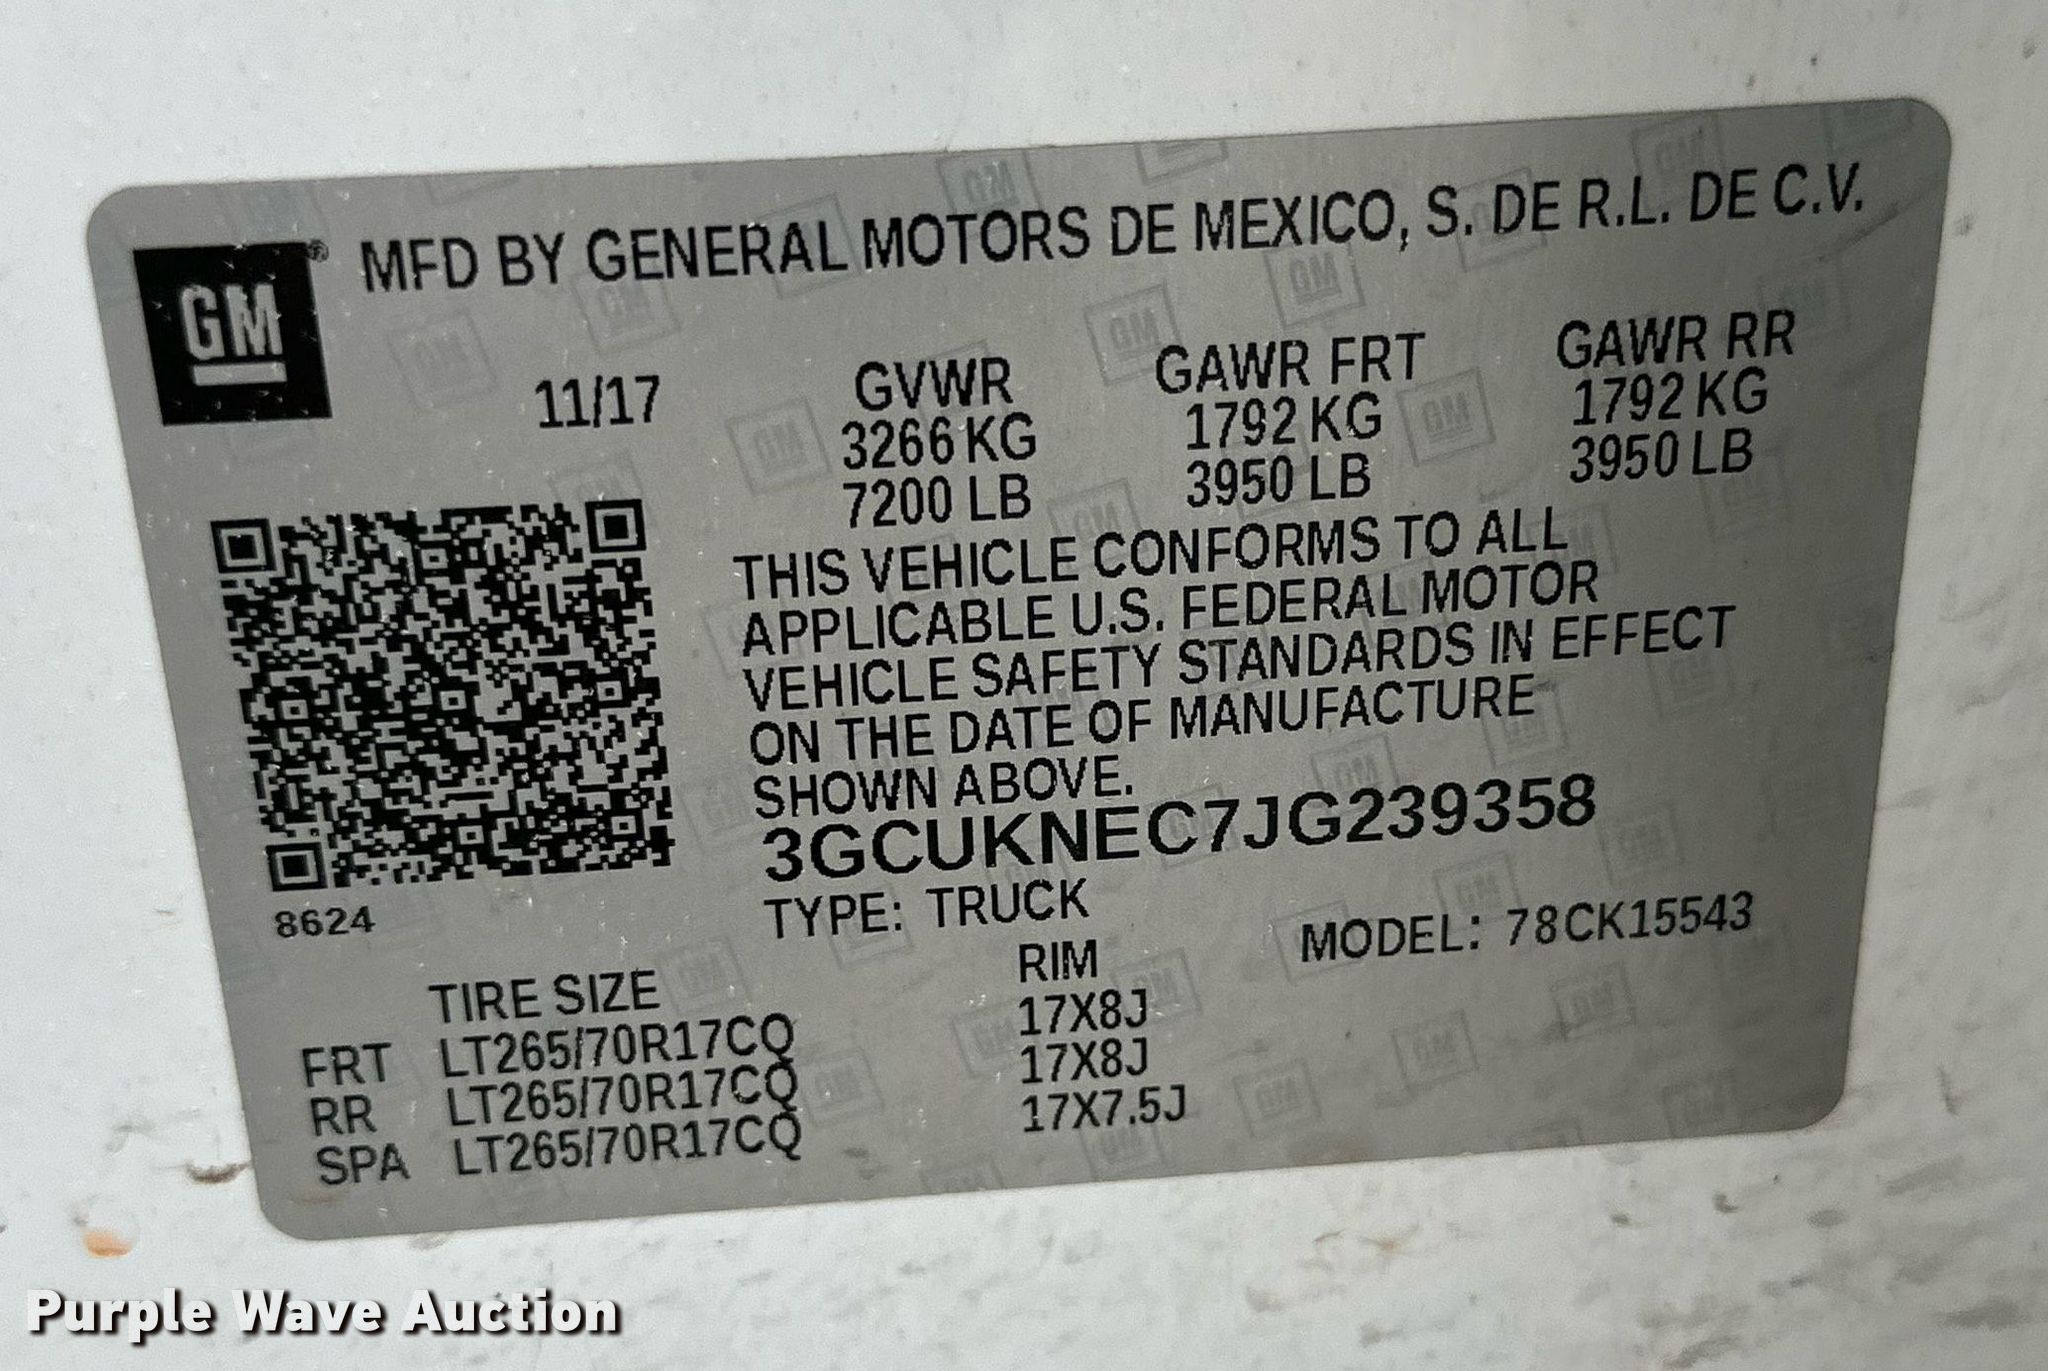 GM® MFD BY GENERAL MOTORS DE MEXICO, S. DE R.L. DE C.V.
11/17 GVWR GAWR FRT GAWR RR
3266 KG 1792 KG 1792 KG
7200 LB 3950 LB 3950 LB
THIS VEHICLE CONFORMS TO ALL
APPLICABLE U.S. FEDERAL MOTOR
VEHICLE SAFETY STANDARDS IN EFFECT
ON THE DATE OF MANUFACTURE
SHOWN ABOVE.
3GCUKNEC7JG239358
8624
TYPE: TRUCK MODEL: 78CK15543
TIRE SIZE RIM
FRT LT265/70R17CQ 17X8J
RR LT265/70R17CQ 17X8J
SPA LT265/70R17CQ 17X7.5J
Purple Wave Auction